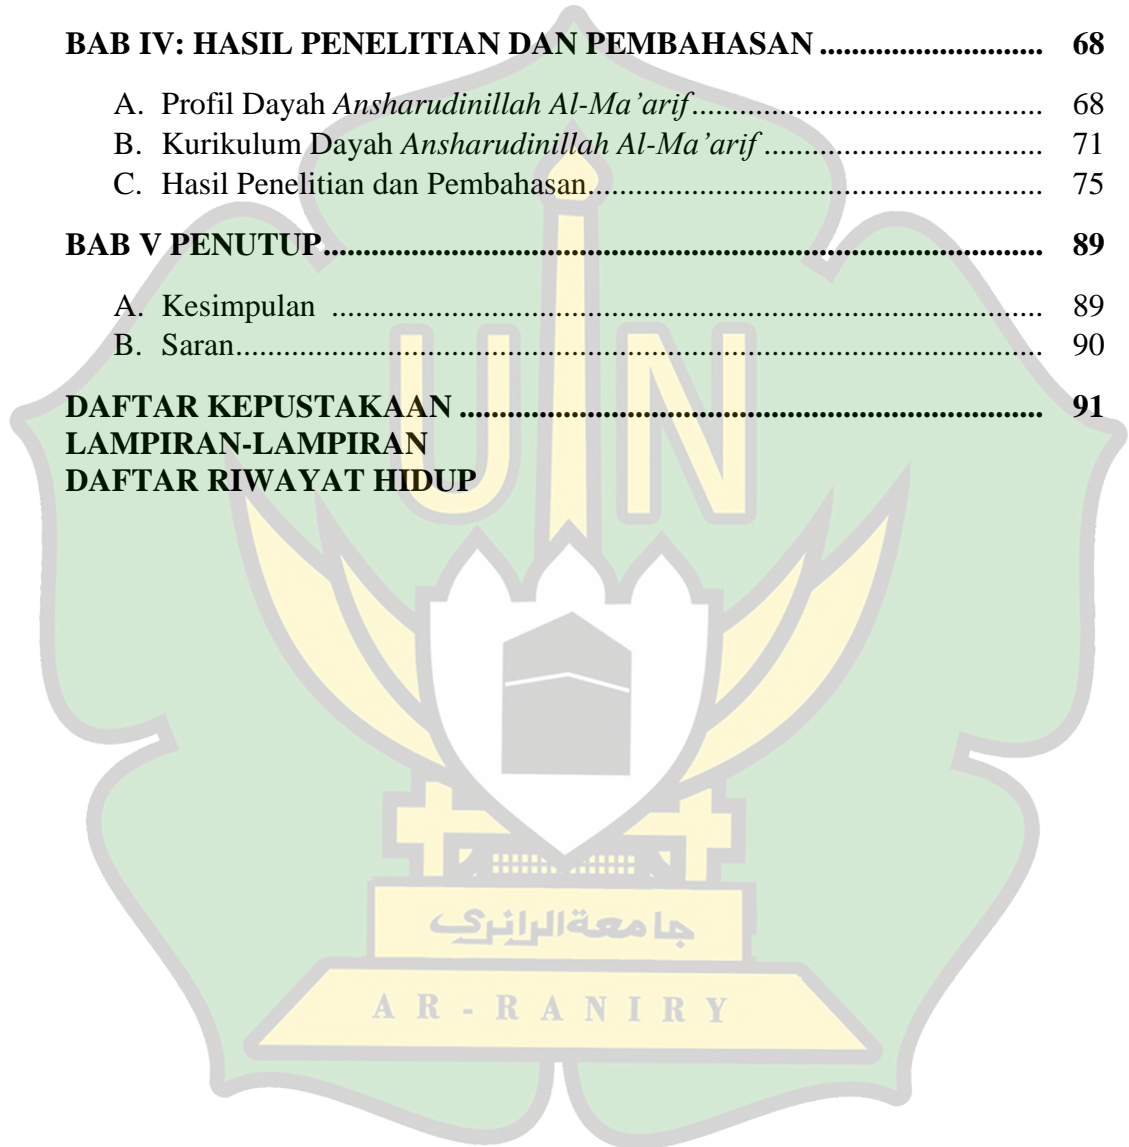 BAB IV: HASIL PENELITIAN DAN PEMBAHASAN ............................ 68
A. Profil Dayah Ansharudinillah Al-Ma’arif ............................................ 68
B. Kurikulum Dayah Ansharudinillah Al-Ma’arif ................................... 71
C. Hasil Penelitian dan Pembahasan ......................................................... 75
BAB V PENUTUP .......................................................................................... 89
A. Kesimpulan ......................................................................................... 89
B. Saran ..................................................................................................... 90
DAFTAR KEPUSTAKAAN ......................................................................... 91
LAMPIRAN-LAMPIRAN
DAFTAR RIWAYAT HIDUP
UIN
جامعةالرانري
AR-RANIRY